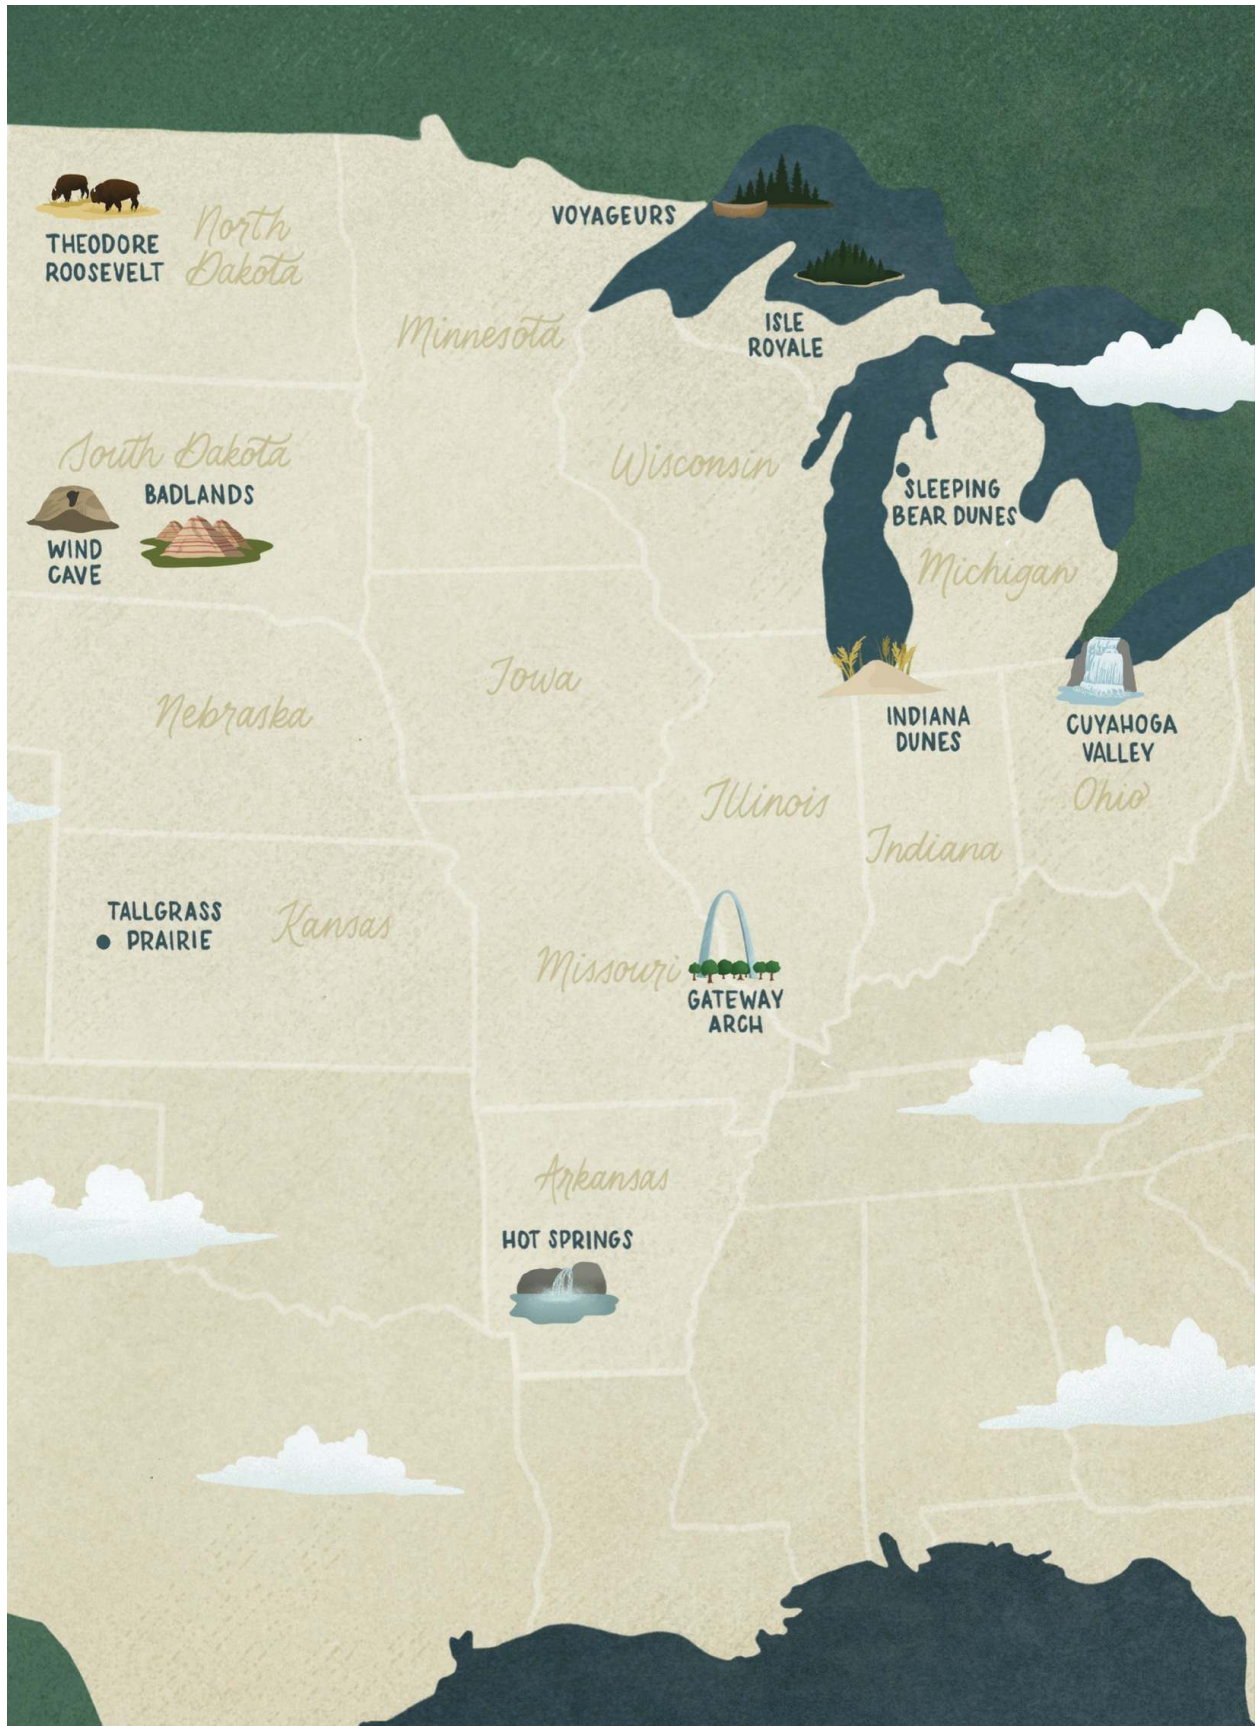 THEODORE
ROOSEVELT
North
Dakota
VOYAGEURS
Minnesota
ISLE
ROYALE
South Dakota
BADLANDS
WIND
CAVE
Wisconsin
SLEEPING
BEAR DUNES
Michigan
Nebraska
Iowa
INDIANA
DUNES
CUYAHOGA
VALLEY
Illinois
Ohio
Indiana
TALLGRASS
PRAIRIE
Kansas
Missouri
GATEWAY
ARCH
Arkansas
HOT SPRINGS